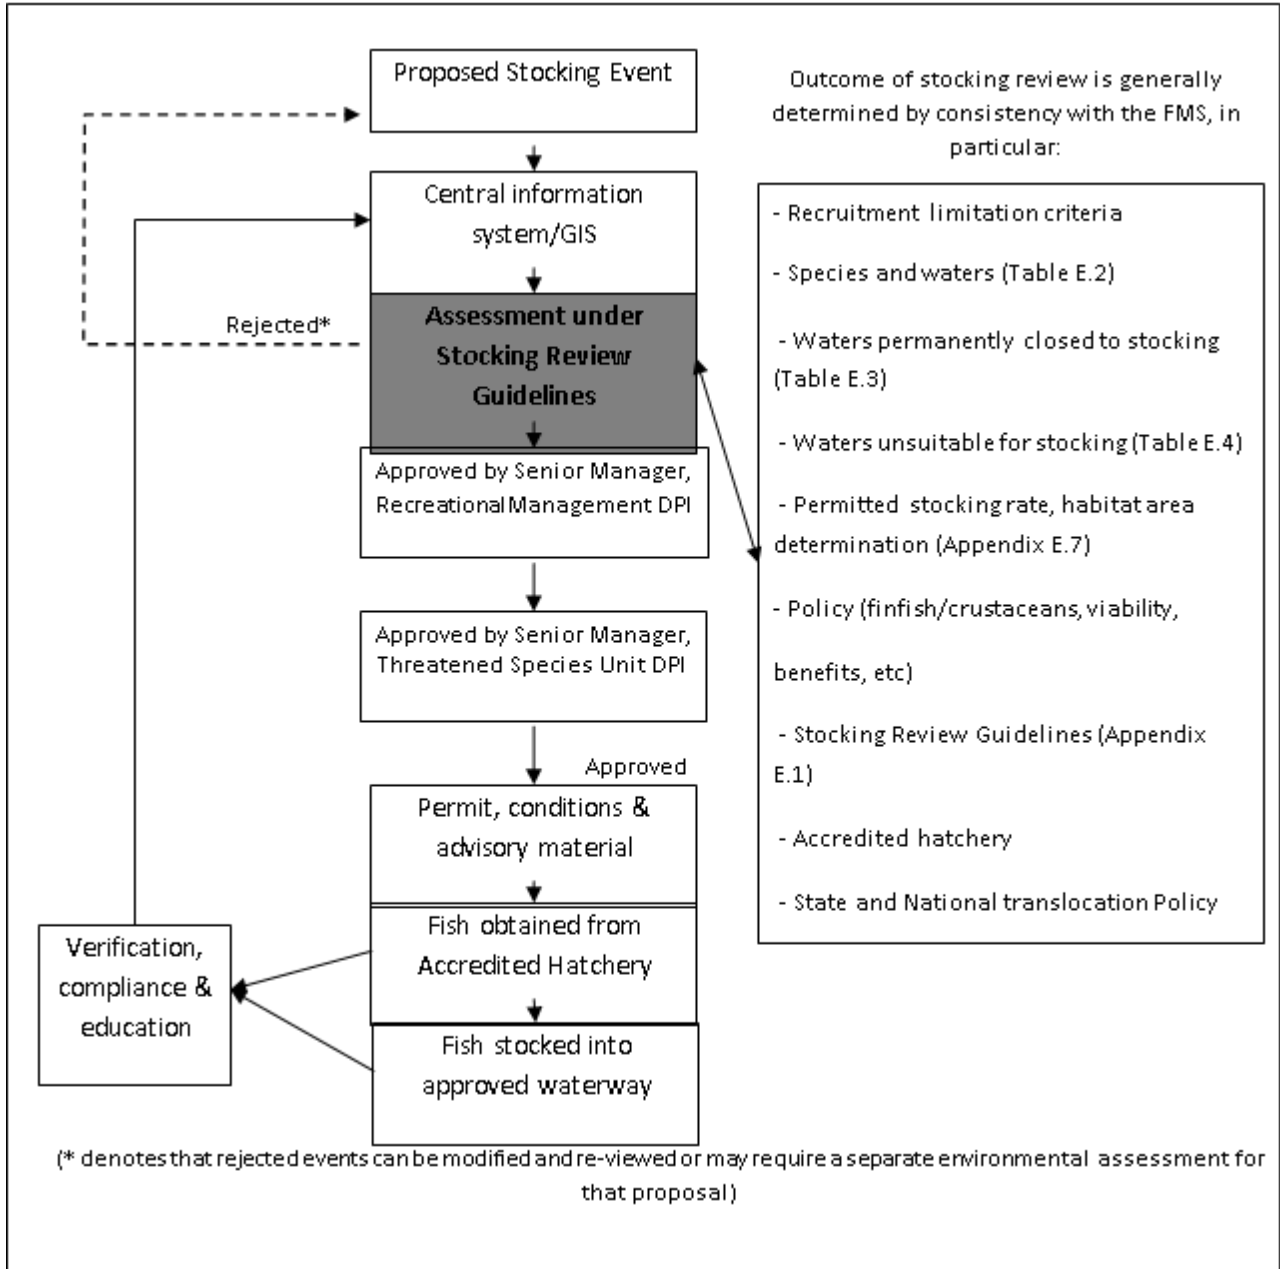 Proposed Stocking Event
Central information
system/GIS
Assessment under
Stocking Review
Guidelines
Rejected*
Approved by Senior Manager,
Recreational Management DPI
Approved by Senior Manager,
Threatened Species Unit DPI
Approved
Permit, conditions &
advisory material
Fish obtained from
Accredited Hatchery
Fish stocked into
approved waterway
Verification,
compliance &
education
Outcome of stocking review is generally
determined by consistency with the FMS, in
particular:
- Recruitment limitation criteria
- Species and waters (Table E.2)
- Waters permanently closed to stocking
(Table E.3)
- Waters unsuitable for stocking (Table E.4)
- Permitted stocking rate, habitat area
determination (Appendix E.7)
- Policy (finfish/crustaceans, viability,
benefits, etc)
- Stocking Review Guidelines (Appendix
E.1)
- Accredited hatchery
- State and National translocation Policy
(* denotes that rejected events can be modified and re-viewed or may require a separate environmental assessment for
that proposal)